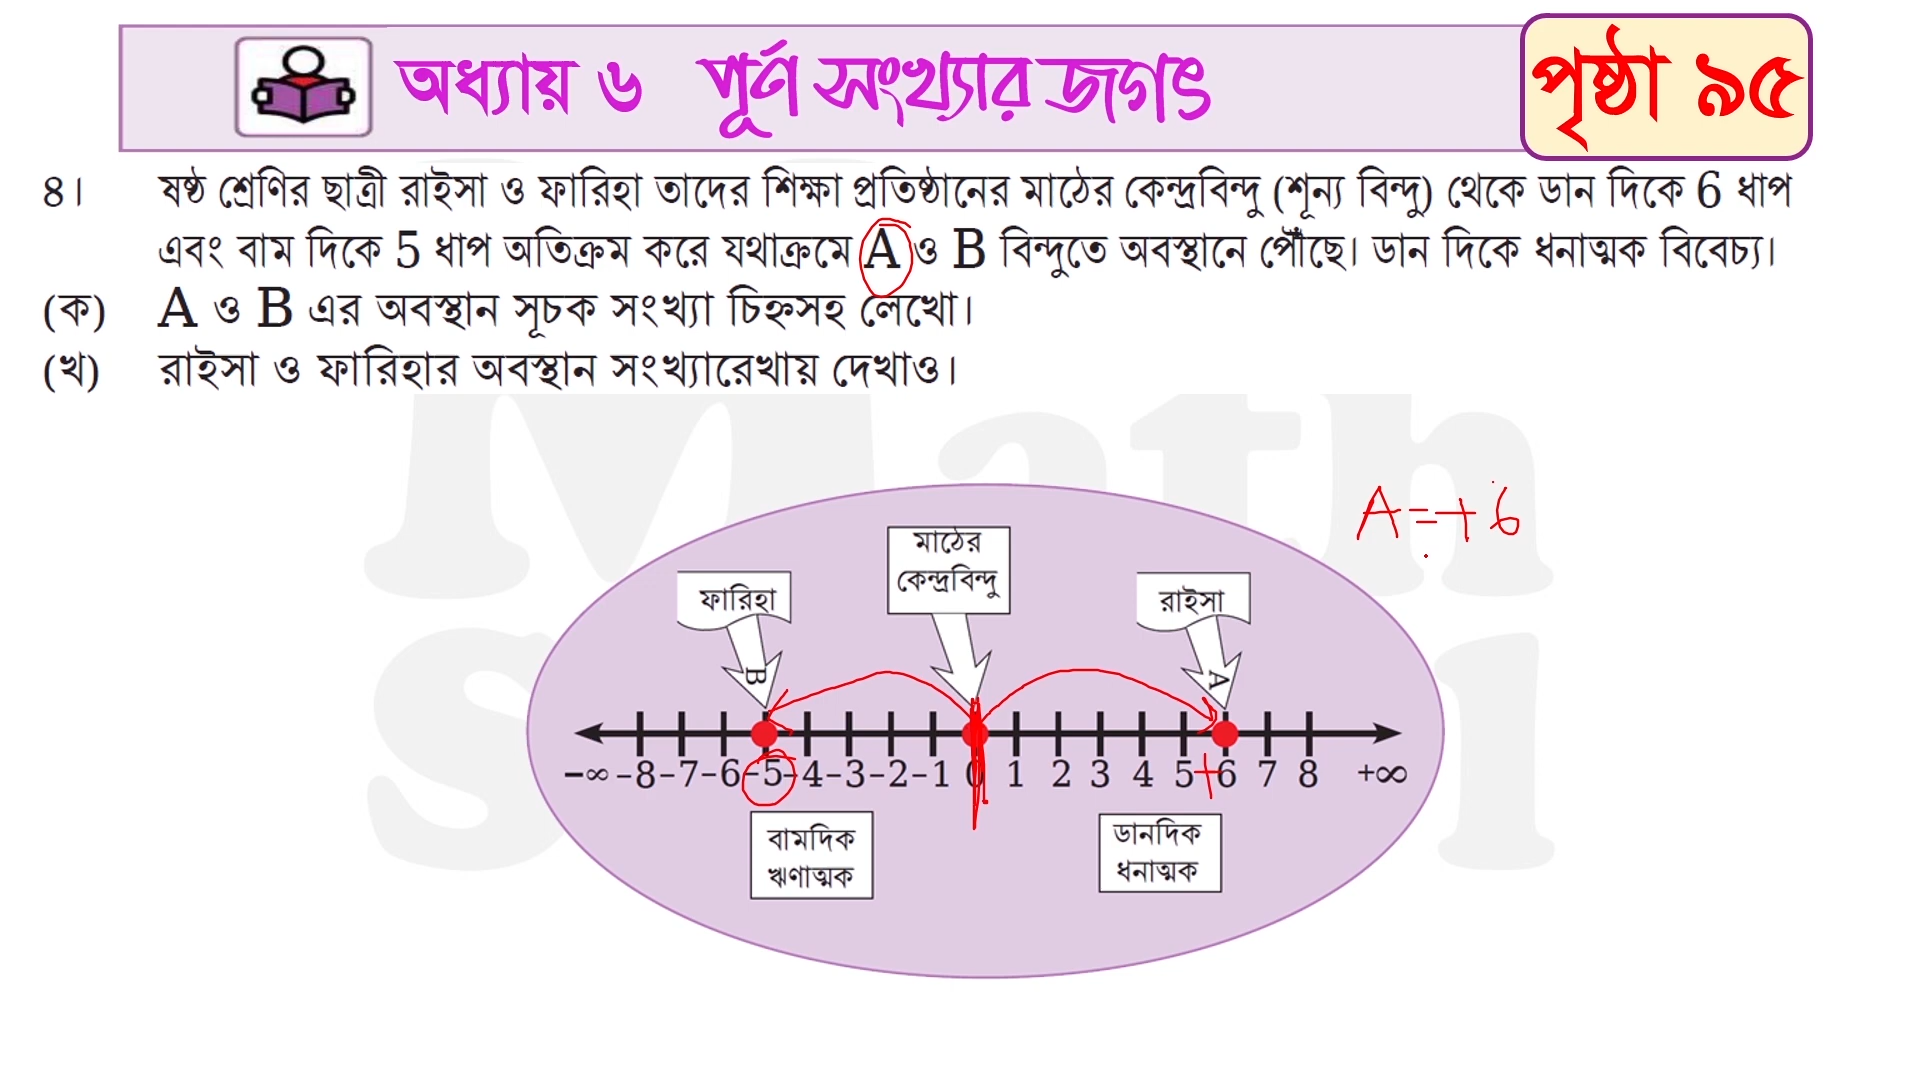 অধ্যায় ৬ পূর্ণ সংখ্যার জগৎ
পৃষ্ঠা ৯৫
৪। ষষ্ঠ শ্রেণির ছাত্রী রাইসা ও ফারিহা তাদের শিক্ষা প্রতিষ্ঠানের মাঠের কেন্দ্রবিন্দু (শূন্য বিন্দু) থেকে ডান দিকে 6 ধাপ
এবং বাম দিকে 5 ধাপ অতিক্রম করে যথাক্রমে A ও B বিন্দুতে অবস্থানে পৌঁছে। ডান দিকে ধনাত্মক বিবেচ্য।
(ক) A ও B এর অবস্থান সূচক সংখ্যা চিহ্নসহ লেখো।
(খ) রাইসা ও ফারিহার অবস্থান সংখ্যারেখায় দেখাও।
Math
A = +6
মাঠের
কেন্দ্রবিন্দু
ফারিহা
রাইসা
B
A
−∞ −8 −7 −6 −5 −4 −3 −2 −1 0 1 2 3 4 5 +6 7 8 +∞
বামদিক
ঋণাত্মক
ডানদিক
ধনাত্মক